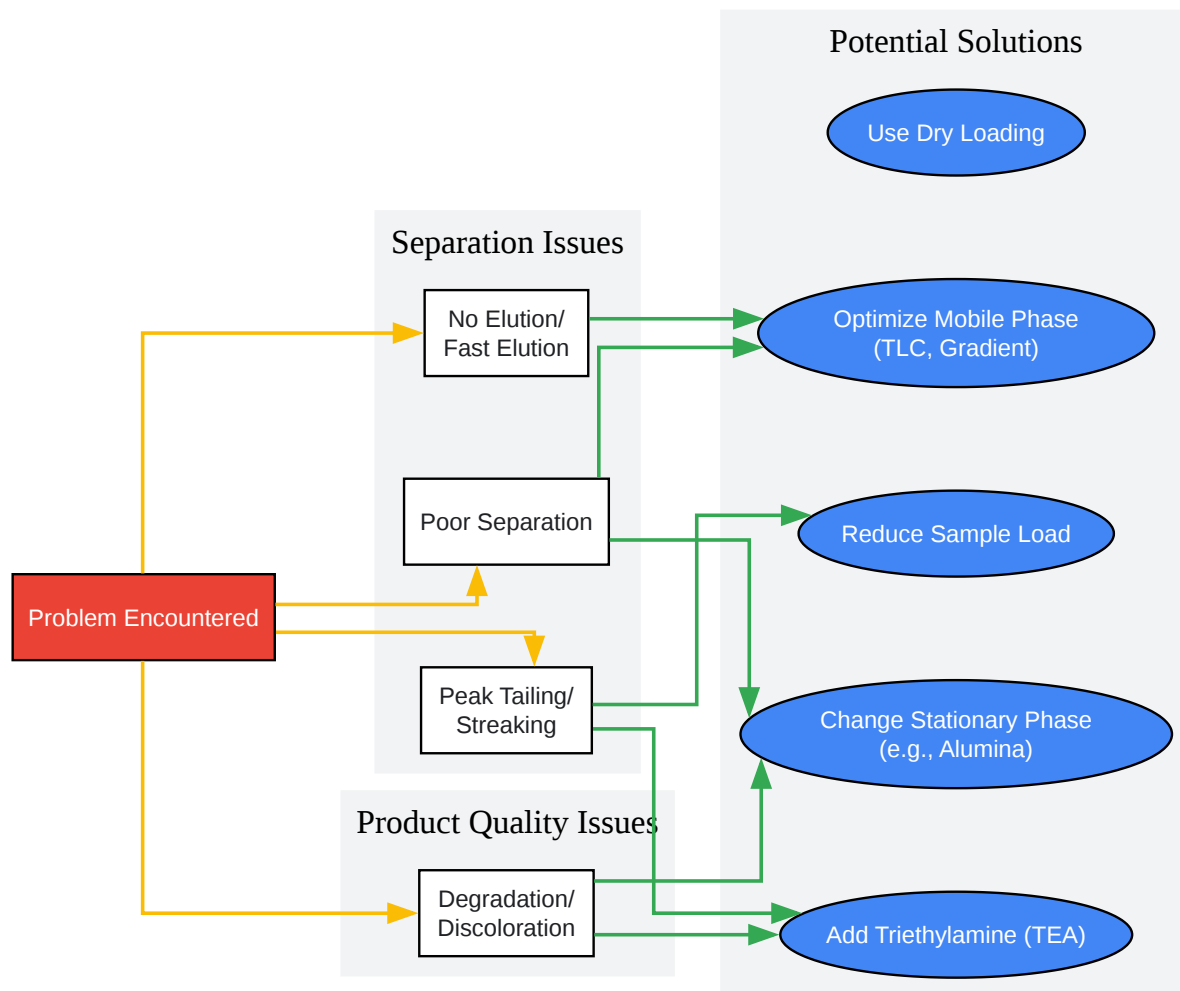 Potential Solutions
Use Dry Loading
Separation Issues
No Elution/
Fast Elution
Optimize Mobile Phase
(TLC, Gradient)
Poor Separation
Reduce Sample Load
Problem Encountered
Peak Tailing/
Streaking
Change Stationary Phase
(e.g., Alumina)
Product Quality Issues
Degradation/
Discoloration
Add Triethylamine (TEA)